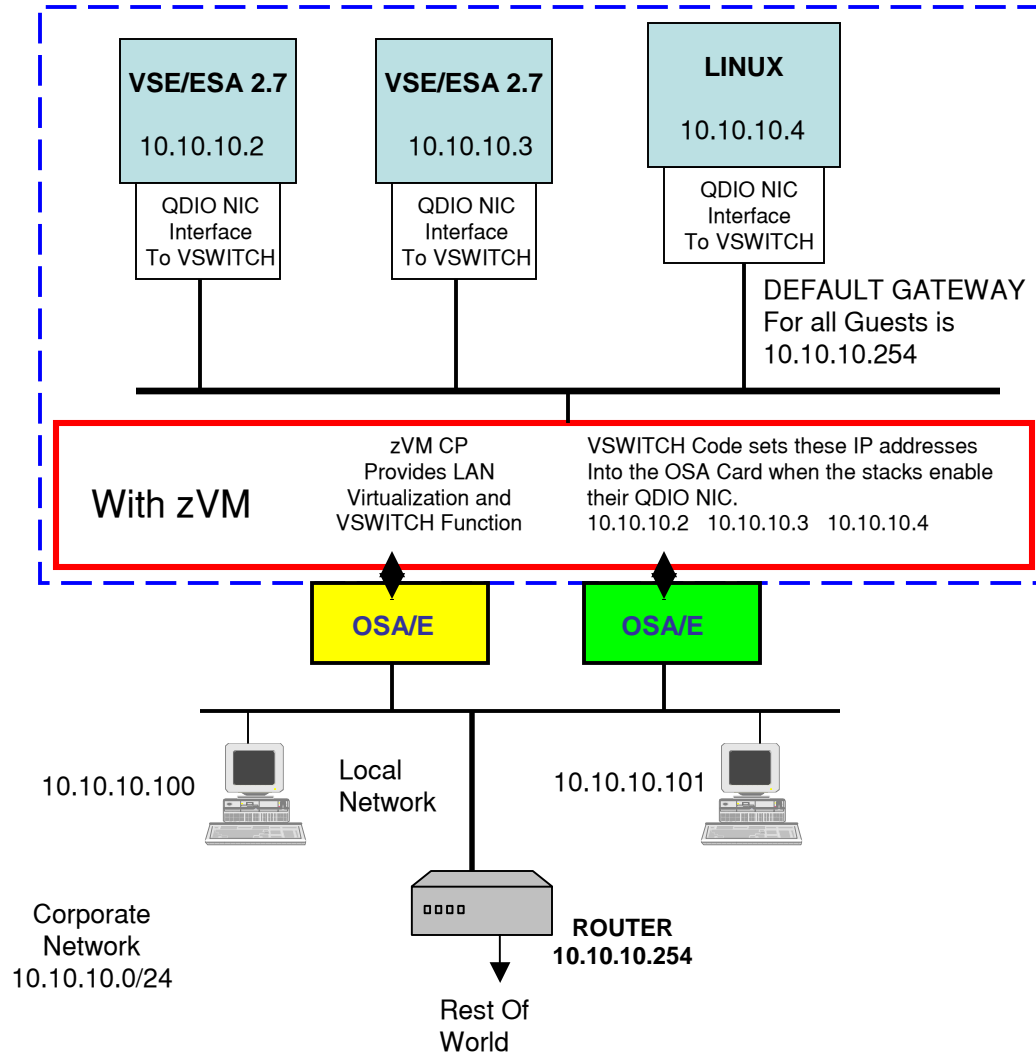 VSE/ESA 2.7
10.10.10.2
QDIO NIC
Interface
To VSWITCH
VSE/ESA 2.7
10.10.10.3
QDIO NIC
Interface
To VSWITCH
LINUX
10.10.10.4
QDIO NIC
Interface
To VSWITCH
DEFAULT GATEWAY
For all Guests is
10.10.10.254
With zVM
zVM CP
Provides LAN
Virtualization and
VSWITCH Function
VSWITCH Code sets these IP addresses
Into the OSA Card when the stacks enable
their QDIO NIC.
10.10.10.2 10.10.10.3 10.10.10.4
OSA/E
OSA/E
10.10.10.100
Local
Network
10.10.10.101
Corporate
Network
10.10.10.0/24
ROUTER
10.10.10.254
Rest Of
World